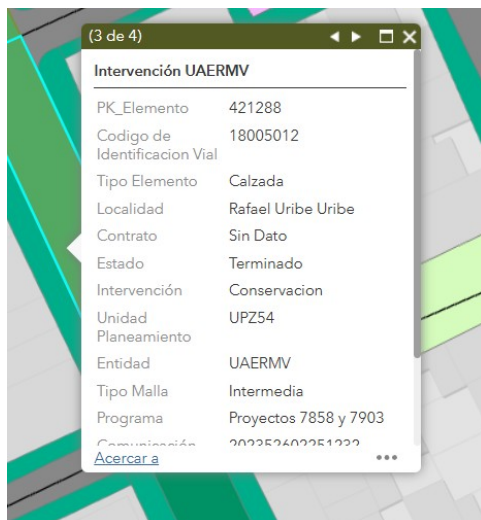 (3 de 4)
Intervención UAERMV
PK_Elemento 421288
Codigo de 18005012
Identificacion Vial
Tipo Elemento Calzada
Localidad Rafael Uribe Uribe
Contrato Sin Dato
Estado Terminado
Intervención Conservacion
Unidad UPZ54
Planeamiento
Entidad UAERMV
Tipo Malla Intermedia
Programa Proyectos 7858 y 7903
Comunicación 202352602251232
Acercar a